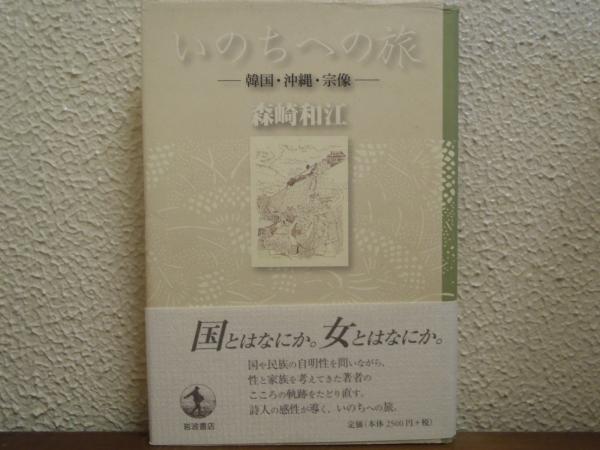 いのちへの旅
―韓国・沖縄・宗像―
森崎和江
国とはなにか。女とはなにか。
国や民族の自明性を問いながら、
性と家族を考えてきた著者の
こころの軌跡をたどり直す。
詩人の感性が導く、いのちへの旅。
岩波書店
定価(本体2500円+税)